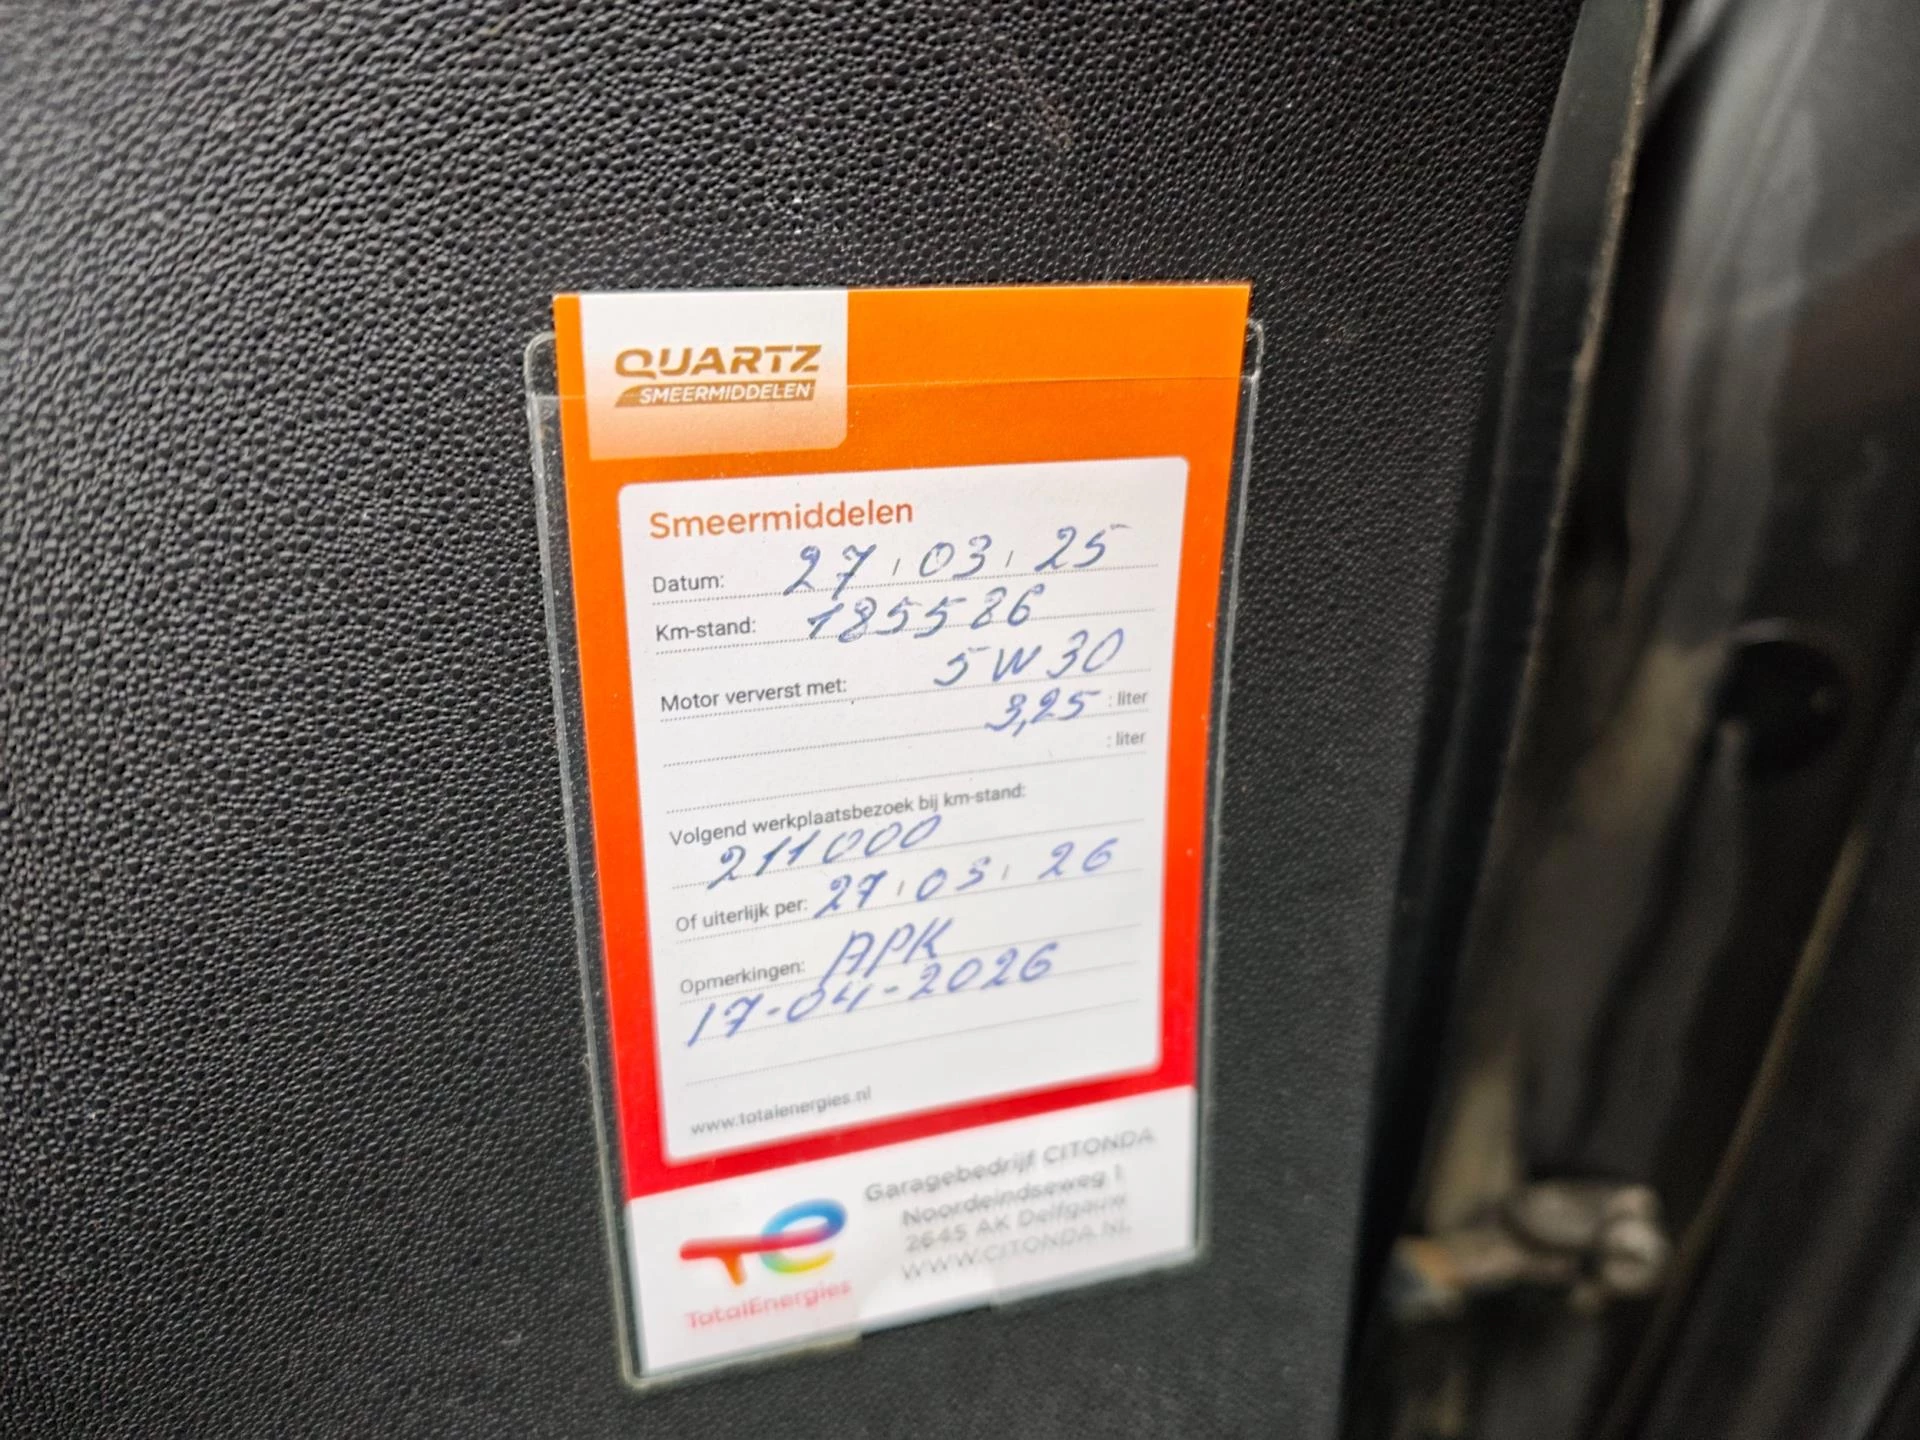 QUARTZ
SMEERMIDDELEN
Smeermiddelen
Datum: 27 , 03 , 25
Km-stand: 185586
Motor ververst met: 5W30
3,25 : liter
: liter
Volgend werkplaatsbezoek bij km-stand:
211000
Of uiterlijk per: 27 , 03 , 26
Opmerkingen: APK
17-04-2026
www.totalenergies.nl
Garagebedrijf CITONDA
Noordeindseweg 1
2645 AK Delfgauw
WWW.CITONDA.NL
TotalEnergies